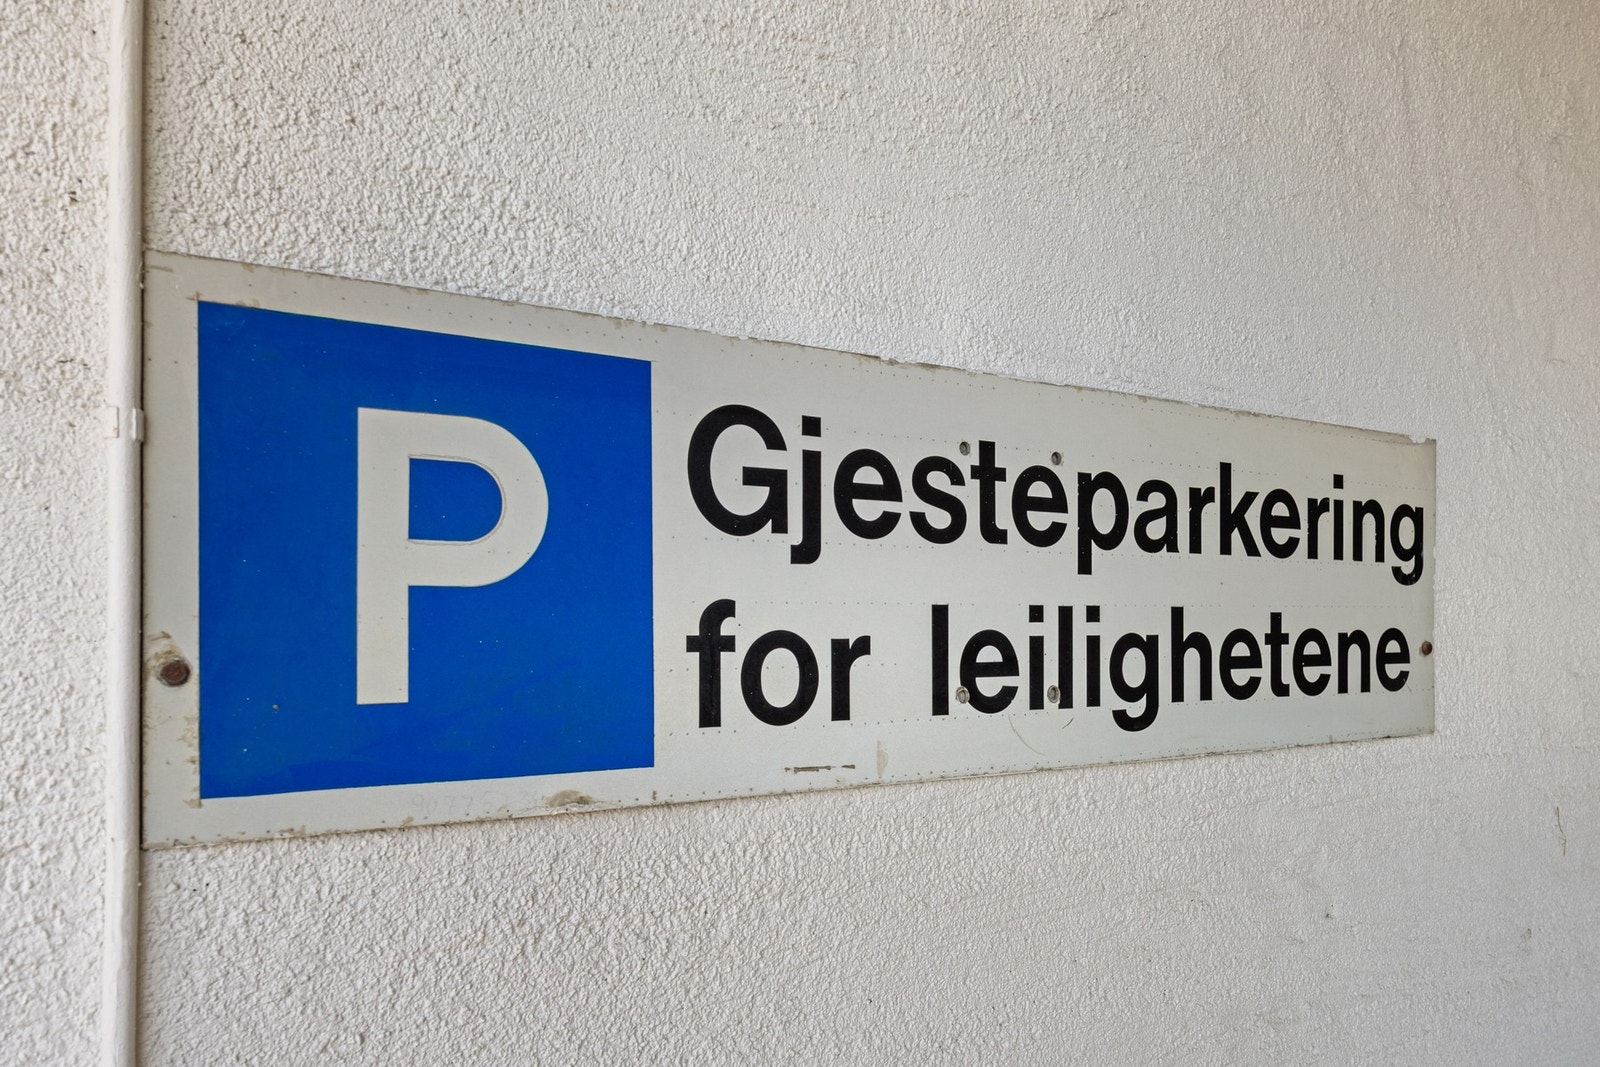 P
Gjesteparkering
for leilighetene